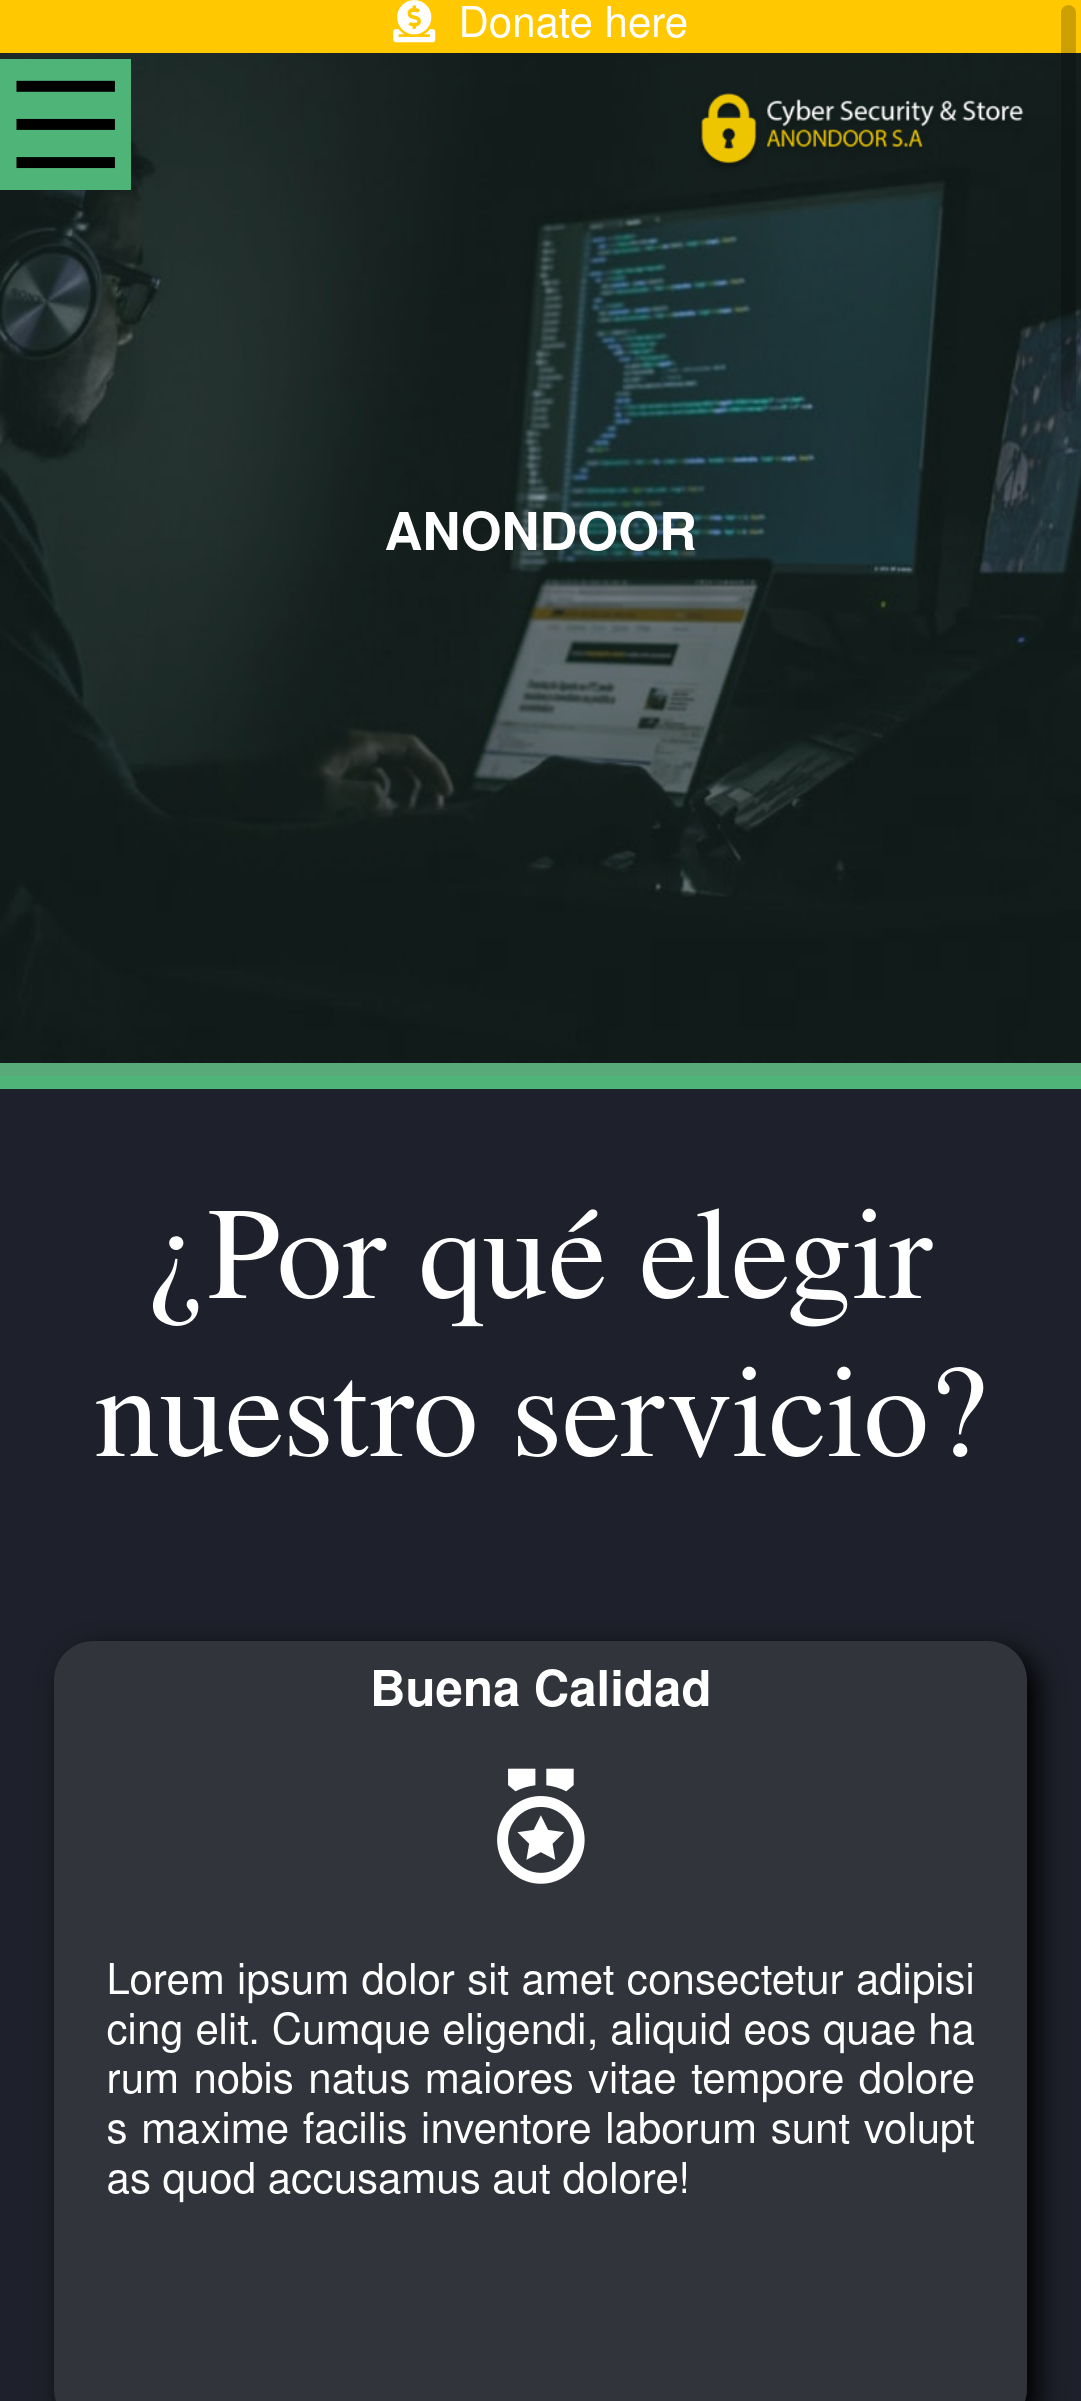 Donate here
Cyber Security & Store
ANONDOOR S.A
ANONDOOR
¿Por qué elegir
nuestro servicio?
Buena Calidad
Lorem ipsum dolor sit amet consectetur adipisi
cing elit. Cumque eligendi, aliquid eos quae ha
rum nobis natus maiores vitae tempore dolore
s maxime facilis inventore laborum sunt volupt
as quod accusamus aut dolore!